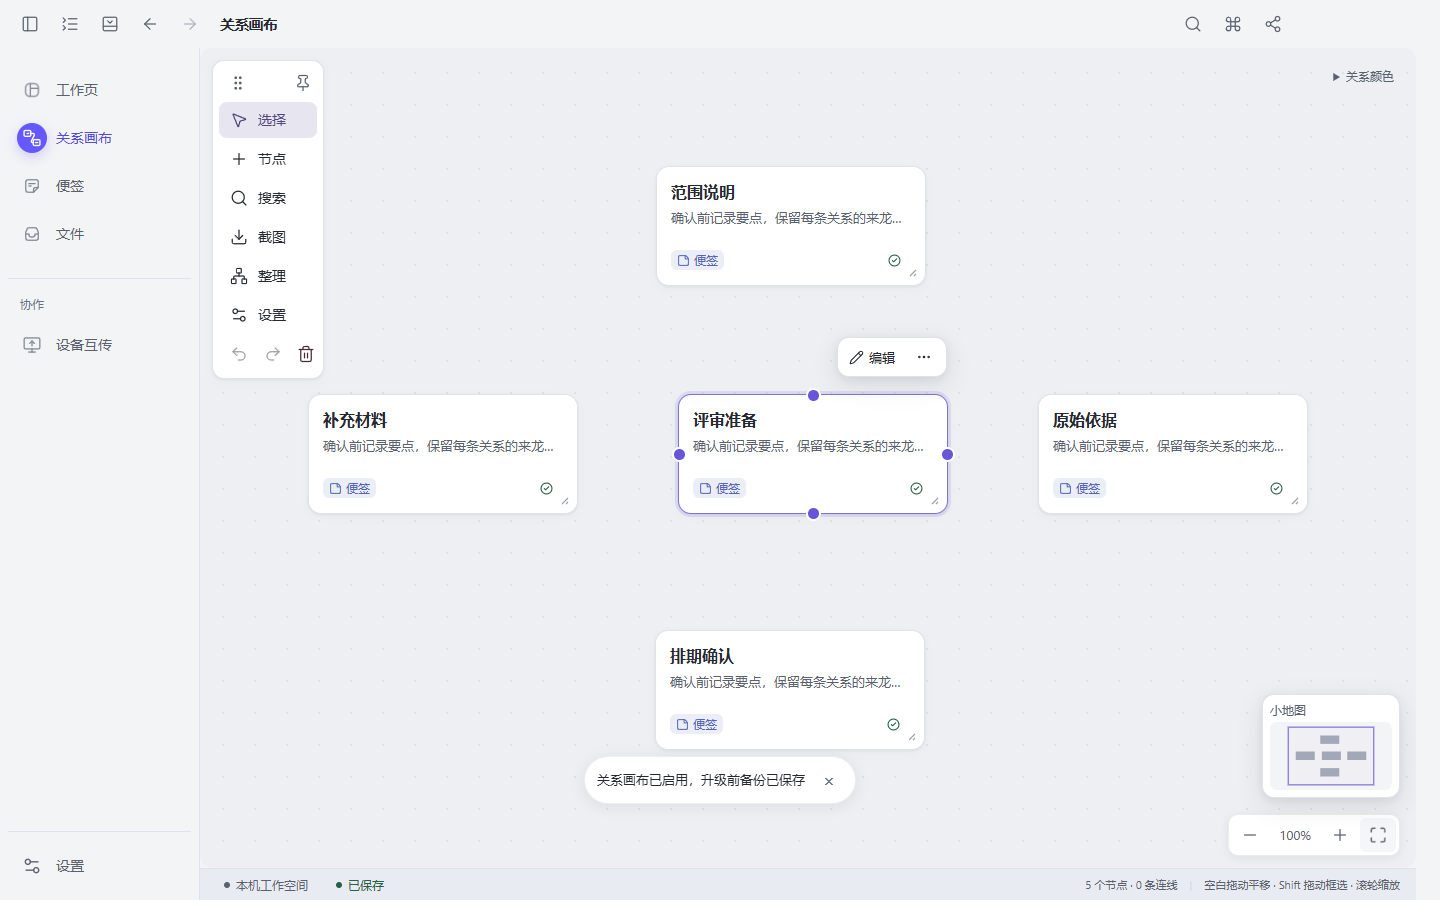 关系画布
工作页
关系画布
便签
文件
协作
设备互传
设置
选择
节点
搜索
截图
整理
设置
关系颜色
范围说明
确认前记录要点，保留每条关系的来龙...
便签
编辑
补充材料
确认前记录要点，保留每条关系的来龙...
便签
评审准备
确认前记录要点，保留每条关系的来龙...
便签
原始依据
确认前记录要点，保留每条关系的来龙...
便签
排期确认
确认前记录要点，保留每条关系的来龙...
便签
关系画布已启用，升级前备份已保存
小地图
100%
本机工作空间
已保存
5 个节点 · 0 条连线
空白拖动平移 · Shift 拖动框选 · 滚轮缩放